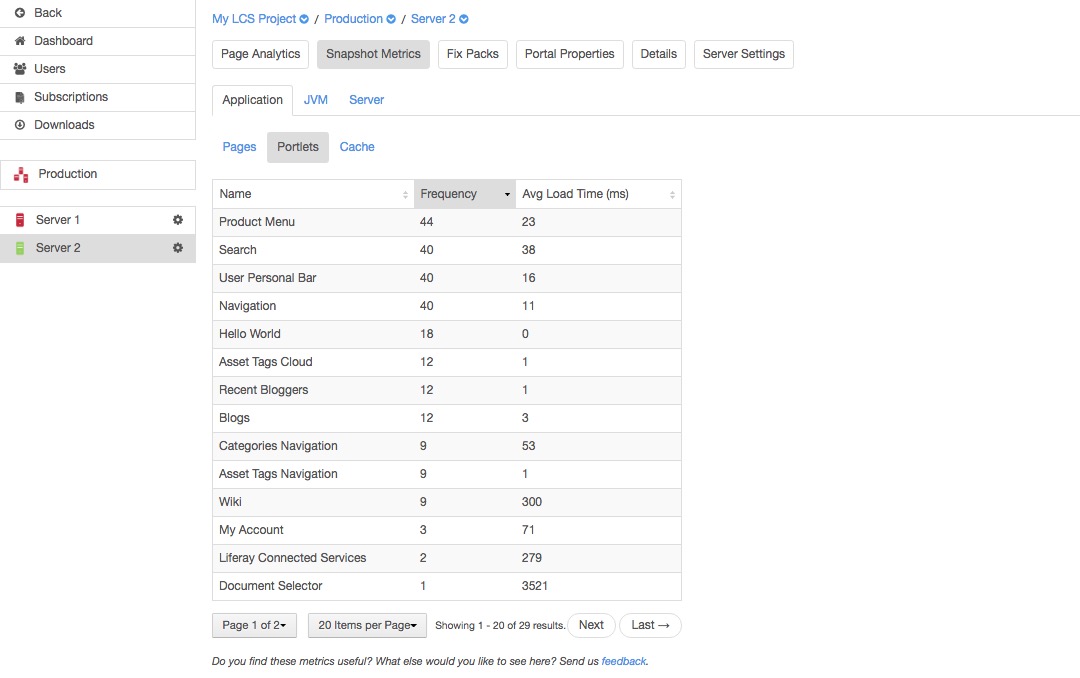 Back
Dashboard
Users
Subscriptions
Downloads
Production
Server 1
Server 2
My LCS Project / Production / Server 2
Page Analytics Snapshot Metrics Fix Packs Portal Properties Details Server Settings
Application JVM Server
Pages Portlets Cache
Name Frequency Avg Load Time (ms)
Product Menu 44 23
Search 40 38
User Personal Bar 40 16
Navigation 40 11
Hello World 18 0
Asset Tags Cloud 12 1
Recent Bloggers 12 1
Blogs 12 3
Categories Navigation 9 53
Asset Tags Navigation 9 1
Wiki 9 300
My Account 3 71
Liferay Connected Services 2 279
Document Selector 1 3521
Page 1 of 2 20 Items per Page Showing 1 - 20 of 29 results. Next Last →
Do you find these metrics useful? What else would you like to see here? Send us feedback.